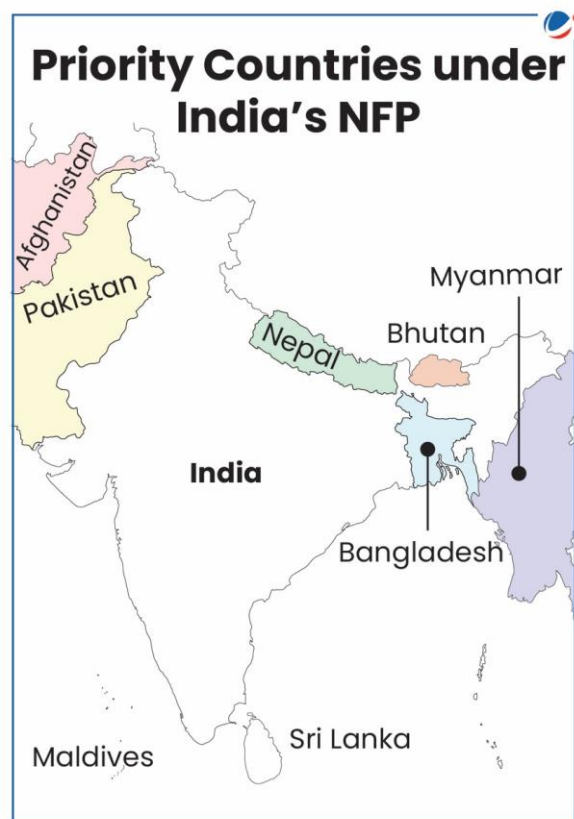 Priority Countries under
India's NFP
Afghanistan
Pakistan
Myanmar
Nepal
Bhutan
India
Bangladesh
Sri Lanka
Maldives